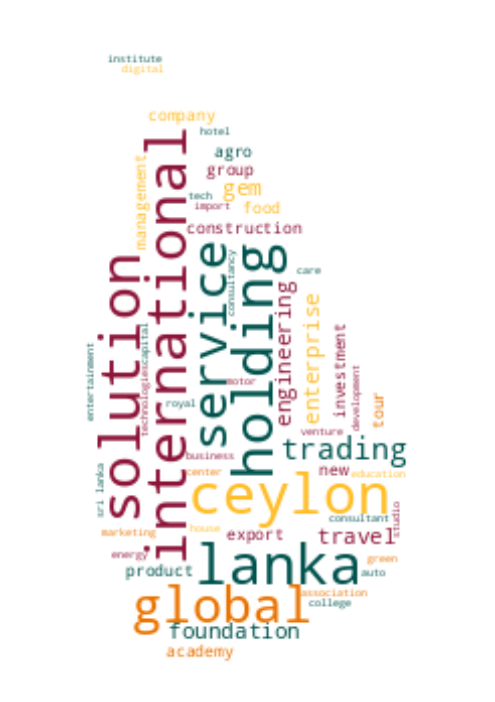 institute
digital
company
hotel
international
agro
management
group
gem
tech
import
food
construction
service
holding
consultancy
solution
care
engineering
enterprise
investment
capital
technologies
entertainment
development
motor
tour
royal
venture
trading
business
new
center
education
sri lanka
ceylon
consultant
studio
marketing
house
export
travel
energy
lanka
green
product
auto
global
association
college
foundation
academy